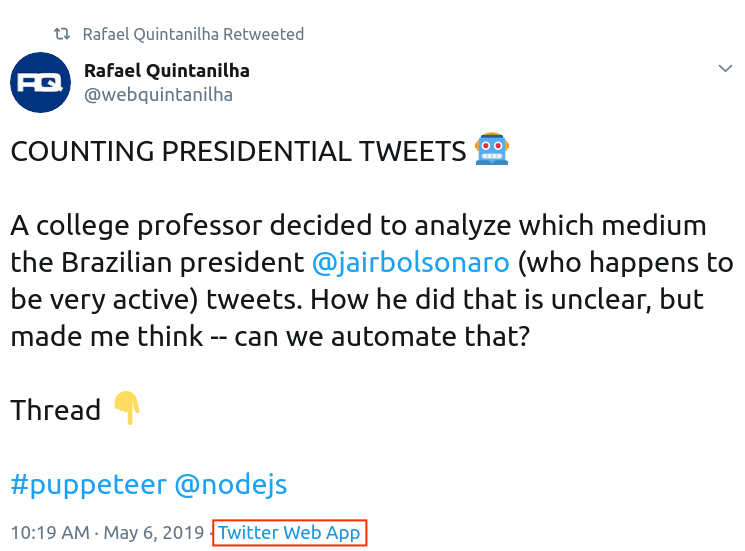 Rafael Quintanilha Retweeted
RQ
Rafael Quintanilha
@webquintanilha
COUNTING PRESIDENTIAL TWEETS 🤖
A college professor decided to analyze which medium
the Brazilian president @jairbolsonaro (who happens to
be very active) tweets. How he did that is unclear, but
made me think -- can we automate that?
Thread 👇
#puppeteer @nodejs
10:19 AM · May 6, 2019 · Twitter Web App